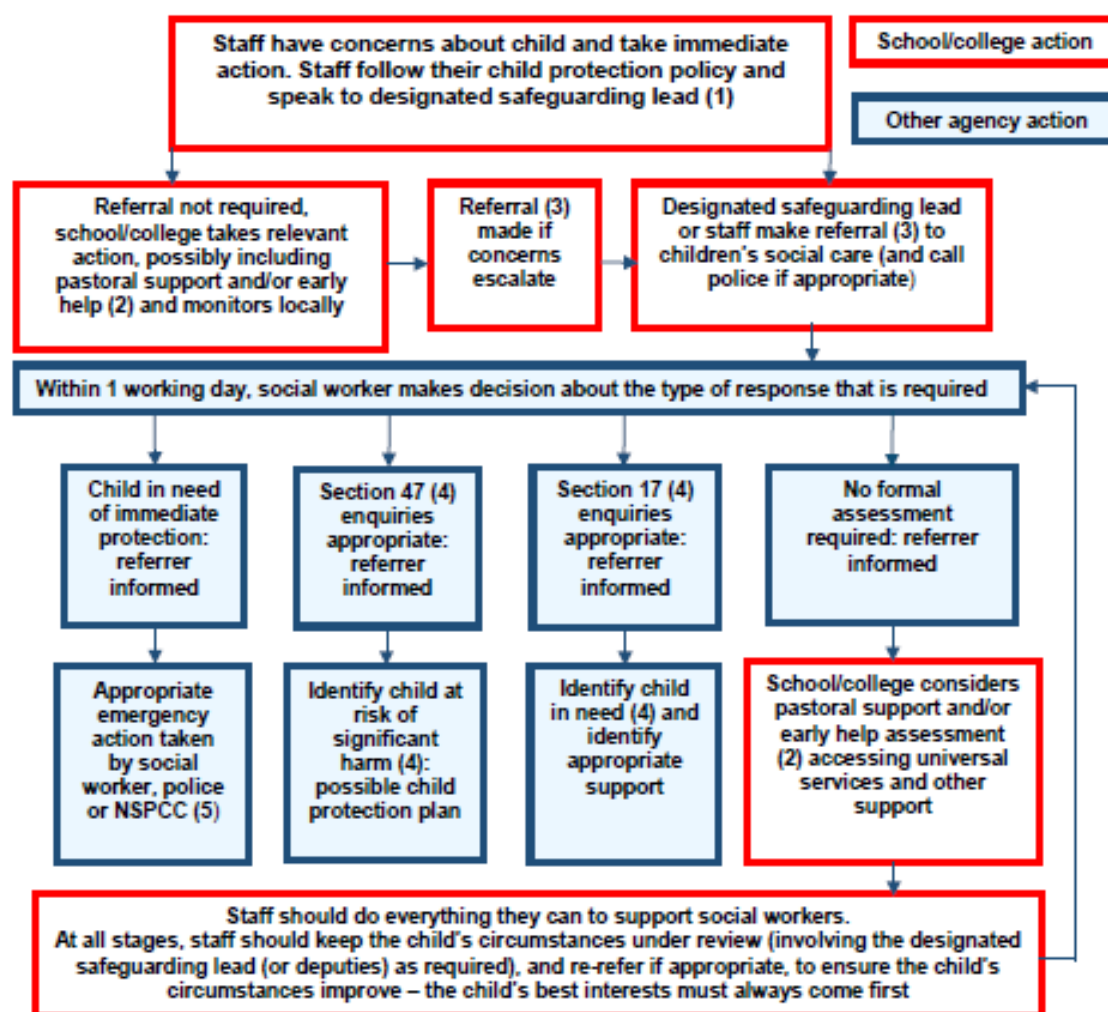 Staff have concerns about child and take immediate
action. Staff follow their child protection policy and
speak to designated safeguarding lead (1)
School/college action
Other agency action
Referral not required,
school/college takes relevant
action, possibly including
pastoral support and/or early
help (2) and monitors locally
Referral (3)
made if
concerns
escalate
Designated safeguarding lead
or staff make referral (3) to
children's social care (and call
police if appropriate)
Within 1 working day, social worker makes decision about the type of response that is required
Child in need
of immediate
protection:
referrer
informed
Section 47 (4)
enquiries
appropriate:
referrer
informed
Section 17 (4)
enquiries
appropriate:
referrer
informed
No formal
assessment
required: referrer
informed
Appropriate
emergency
action taken
by social
worker, police
or NSPCC (5)
Identify child at
risk of
significant
harm (4):
possible child
protection plan
Identify child
in need (4) and
identify
appropriate
support
School/college considers
pastoral support and/or
early help assessment
(2) accessing universal
services and other
support
Staff should do everything they can to support social workers.
At all stages, staff should keep the child's circumstances under review (involving the designated
safeguarding lead (or deputies) as required), and re-refer if appropriate, to ensure the child's
circumstances improve – the child's best interests must always come first